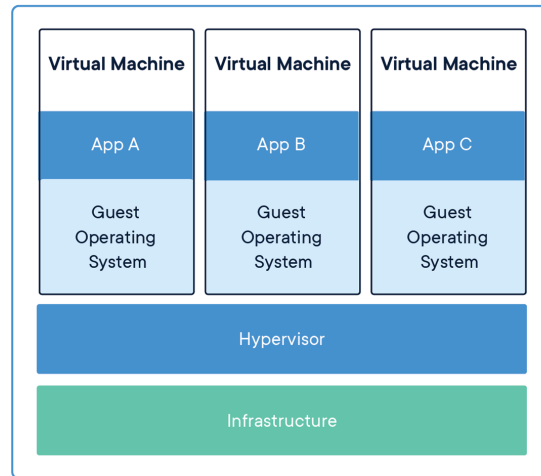 Virtual Machine
Virtual Machine
Virtual Machine
App A
App B
App C
Guest
Operating
System
Guest
Operating
System
Guest
Operating
System
Hypervisor
Infrastructure